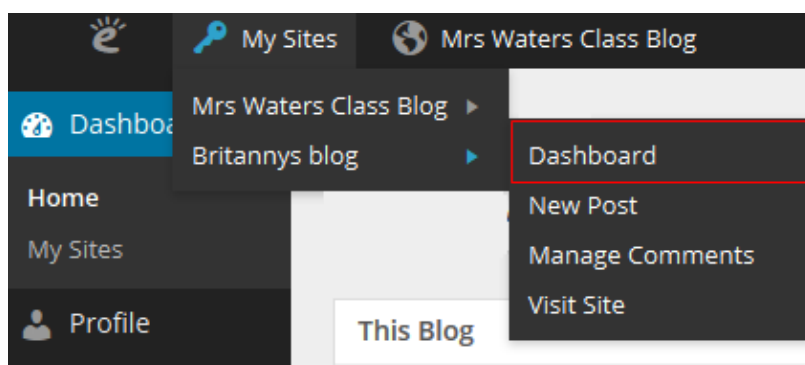 My Sites
Mrs Waters Class Blog
Mrs Waters Class Blog
Britannys blog
Dashboard
New Post
Manage Comments
Visit Site
Home
My Sites
Profile
This Blog